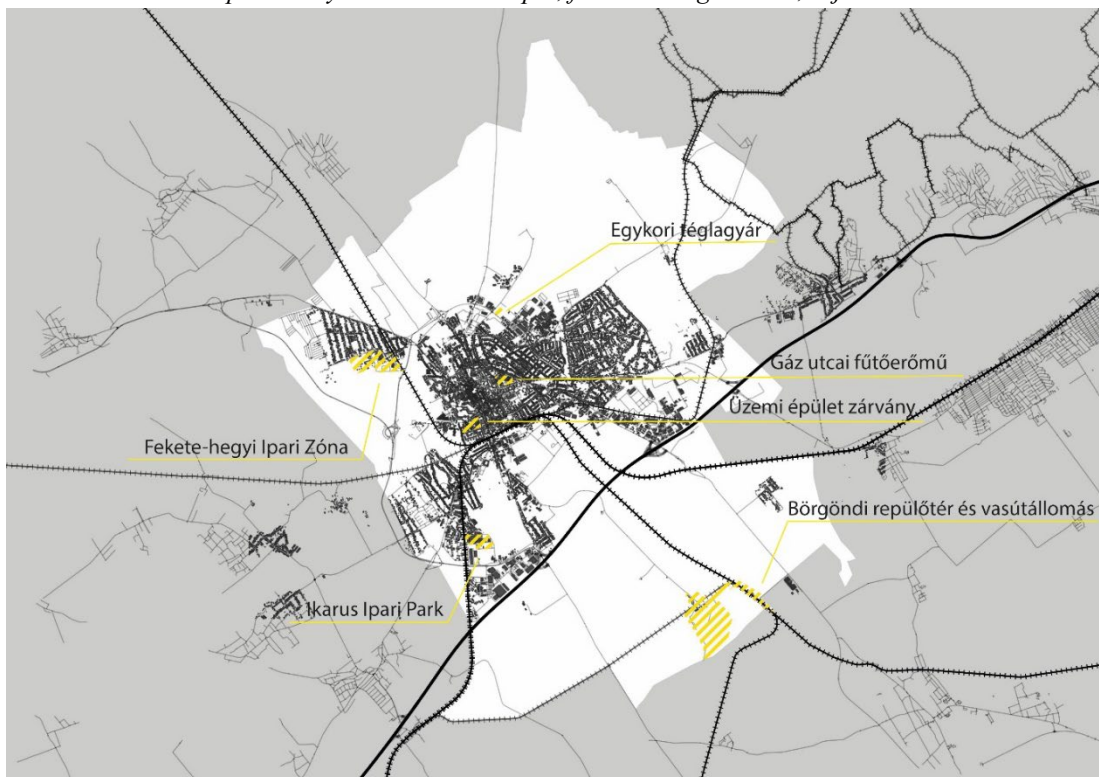 Egykori téglagyár
Gáz utcai fűtőerőmű
Üzemi épület zárvány
Fekete-hegyi Ipari Zóna
Börgöndi repülőtér és vasútállomás
Ikarus Ipari Park